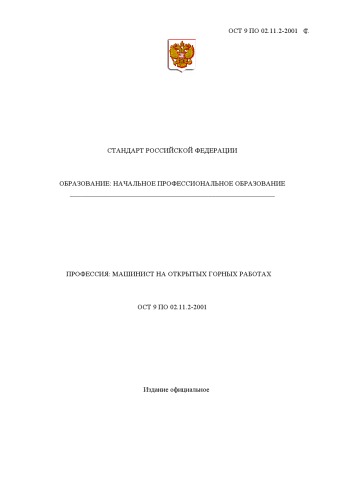 ОСТ 9 ПО 02.11.2-2001
СТАНДАРТ РОССИЙСКОЙ ФЕДЕРАЦИИ
ОБРАЗОВАНИЕ: НАЧАЛЬНОЕ ПРОФЕССИОНАЛЬНОЕ ОБРАЗОВАНИЕ
ПРОФЕССИЯ: МАШИНИСТ НА ОТКРЫТЫХ ГОРНЫХ РАБОТАХ
ОСТ 9 ПО 02.11.2-2001
Издание официальное